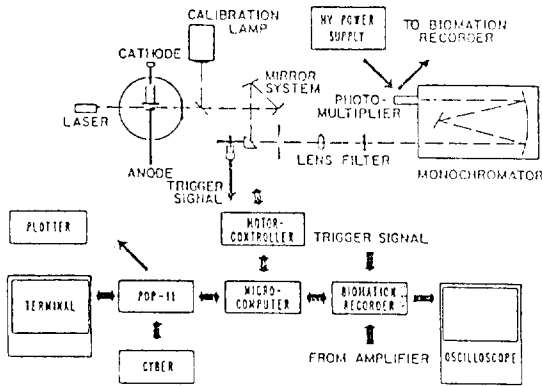 CALIBRATION
LAMP
HV POWER
SUPPLY
TO BIOMATION
RECORDER
CATHODE
MIRROR
SYSTEM
PHOTO-
MULTIPLIER
LASER
ANODE
LENS FILTER
MONOCHROMATOR
TRIGGER
SIGNAL
PLOTTER
MOTOR-
CONTROLLER
TRIGGER SIGNAL
TERMINAL
PDP-11
MICRO-
COMPUTER
BIOMATION
RECORDER
CYBER
FROM AMPLIFIER
OSCILLOSCOPE